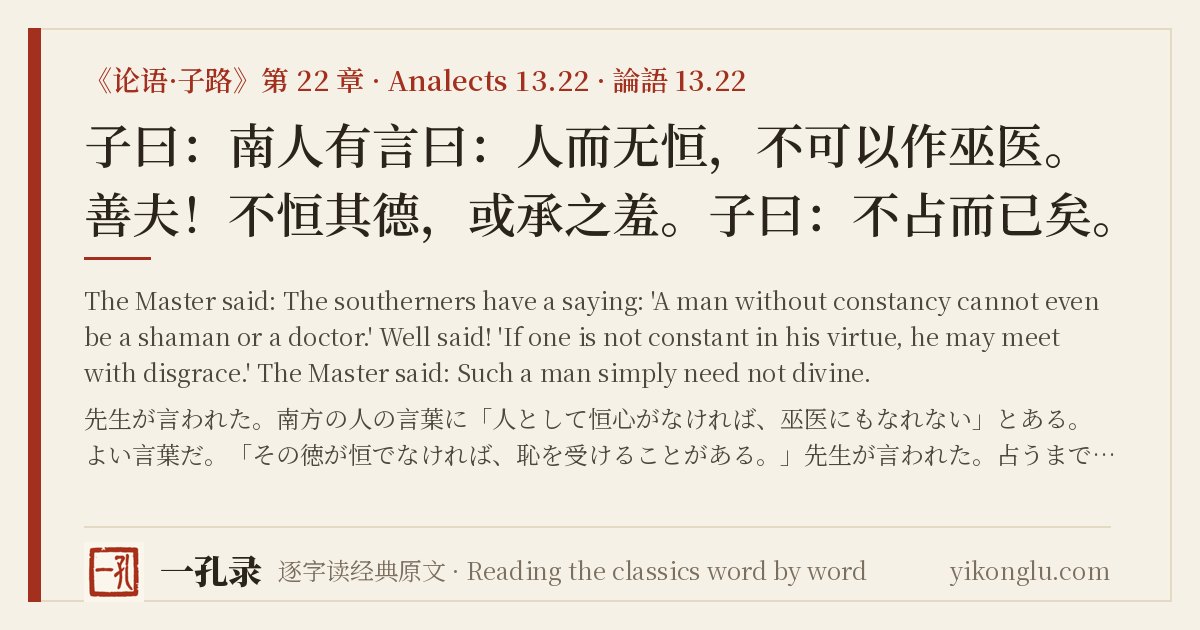 《论语·子路》第 22 章 · Analects 13.22 · 論語 13.22
子曰：南人有言曰：人而无恒，不可以作巫医。
善夫！不恒其德，或承之羞。子曰：不占而已矣。
The Master said: The southerners have a saying: 'A man without constancy cannot even
be a shaman or a doctor.' Well said! 'If one is not constant in his virtue, he may meet
with disgrace.' The Master said: Such a man simply need not divine.
先生が言われた。南方の人の言葉に「人として恒心がなければ、巫医にもなれない」とある。
よい言葉だ。「その徳が恒でなければ、恥を受けることがある。」先生が言われた。占うまで…
一孔
一孔录 逐字读经典原文 · Reading the classics word by word yikonglu.com